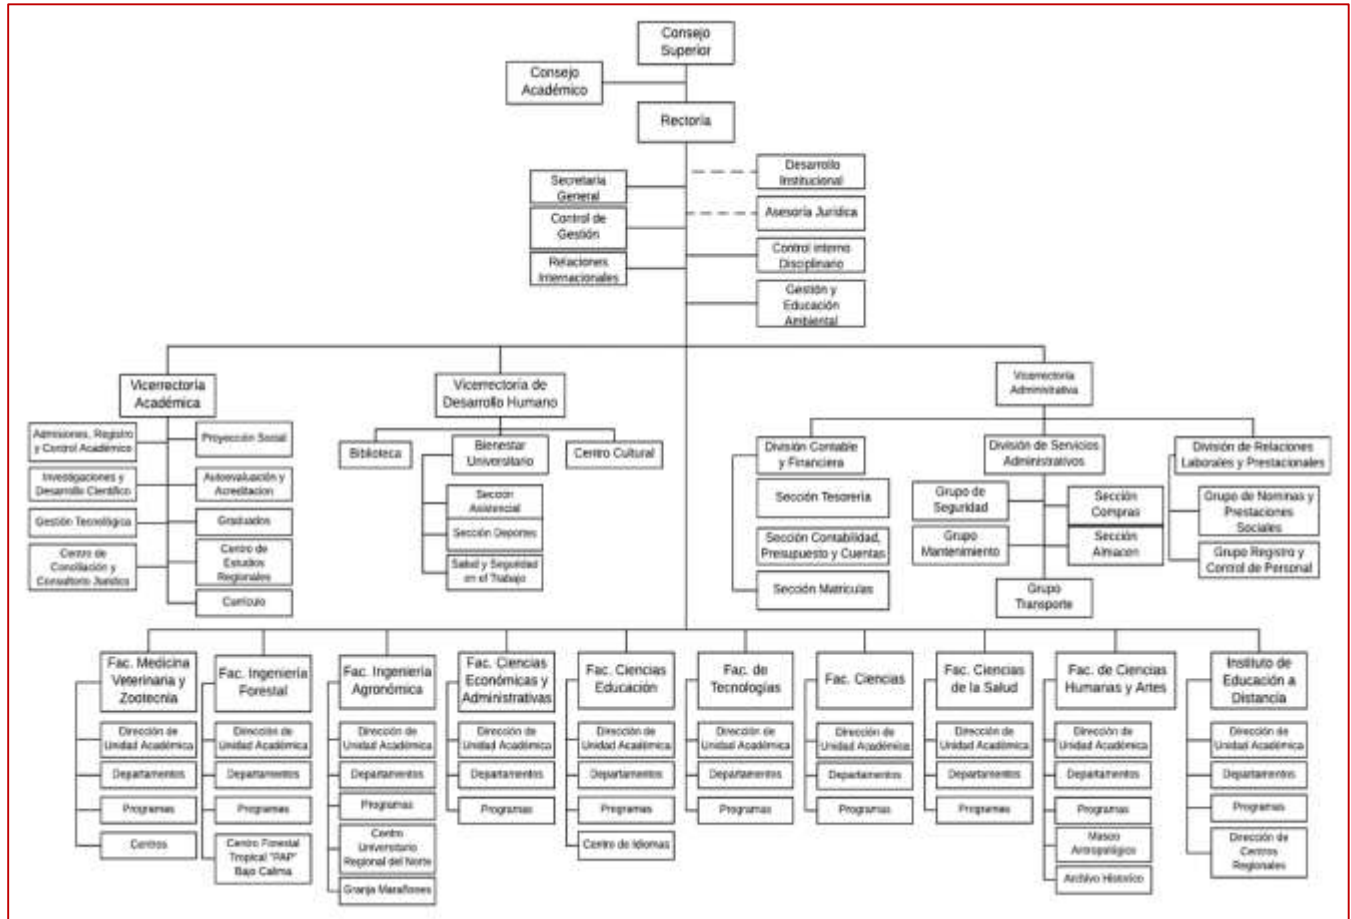 Consejo
Superior
Consejo
Académico
Rectoría
Desarrollo
Institucional
Secretaría
General
Asesoría Jurídica
Control de
Gestión
Control interno
Disciplinario
Relaciones
Internacionales
Gestión y
Educación
Ambiental
Vicerrectoría
Académica
Vicerrectoría de
Desarrollo Humano
Vicerrectoría
Administrativa
Admisiones, Registro
y Control Académico
Proyección Social
Investigaciones y
Desarrollo Científico
Autoevaluación y
Acreditacion
Gestión Tecnológica
Graduados
Centro de
Conciliación y
Consultorio Jurídico
Centro de
Estudios
Regionales
Currículo
Biblioteca
Bienestar
Universitario
Centro Cultural
Sección
Asistencial
Sección Deportes
Salud y Seguridad
en el Trabajo
División Contable
y Financiera
Sección Tesorería
Sección Contabilidad,
Presupuesto y Cuentas
Sección Matrículas
División de Servicios
Administrativos
Grupo de
Seguridad
Sección
Compras
Grupo
Mantenimiento
Sección
Almacen
Grupo
Transporte
División de Relaciones
Laborales y Prestacionales
Grupo de Nominas y
Prestaciones
Sociales
Grupo Registro y
Control de Personal
Fac. Medicina
Veterinaria y
Zootecnia
Dirección de
Unidad Académica
Departamentos
Programas
Centros
Fac. Ingeniería
Forestal
Dirección de
Unidad Académica
Departamentos
Programas
Centro Forestal
Tropical "PAP"
Bajo Calima
Fac. Ingeniería
Agronómica
Dirección de
Unidad Académica
Departamentos
Programas
Centro
Universitario
Regional del Norte
Granja Marañones
Fac. Ciencias
Económicas y
Administrativas
Dirección de
Unidad Académica
Departamentos
Programas
Fac. Ciencias
Educación
Dirección de
Unidad Académica
Departamentos
Programas
Centro de Idiomas
Fac. de
Tecnologías
Dirección de
Unidad Académica
Departamentos
Programas
Fac. Ciencias
Dirección de
Unidad Académica
Departamentos
Programas
Fac. Ciencias
de la Salud
Dirección de
Unidad Académica
Departamentos
Programas
Fac. de Ciencias
Humanas y Artes
Dirección de
Unidad Académica
Departamentos
Programas
Museo
Antropológico
Archivo Historico
Instituto de
Educación a
Distancia
Dirección de
Unidad Académica
Departamentos
Programas
Dirección de
Centros
Regionales